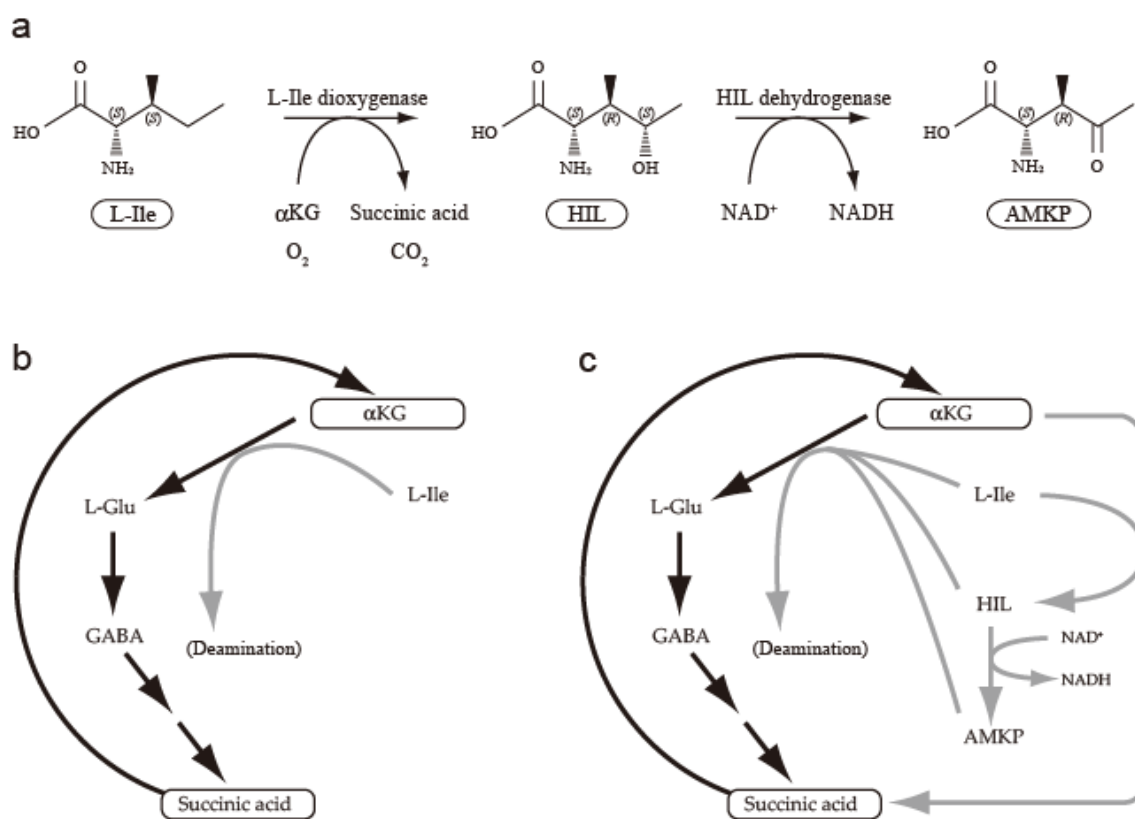 a
O
HO
(S)
(S)
NH₂
L-Ile
L-Ile dioxygenase
αKG
Succinic acid
O₂
CO₂
O
HO
(S)
(R)
(S)
NH₂
OH
HIL
HIL dehydrogenase
NAD⁺
NADH
O
HO
(S)
(R)
NH₂
O
AMKP
b
αKG
L-Ile
L-Glu
GABA
(Deamination)
Succinic acid
c
αKG
L-Ile
L-Glu
HIL
GABA
(Deamination)
NAD⁺
NADH
AMKP
Succinic acid